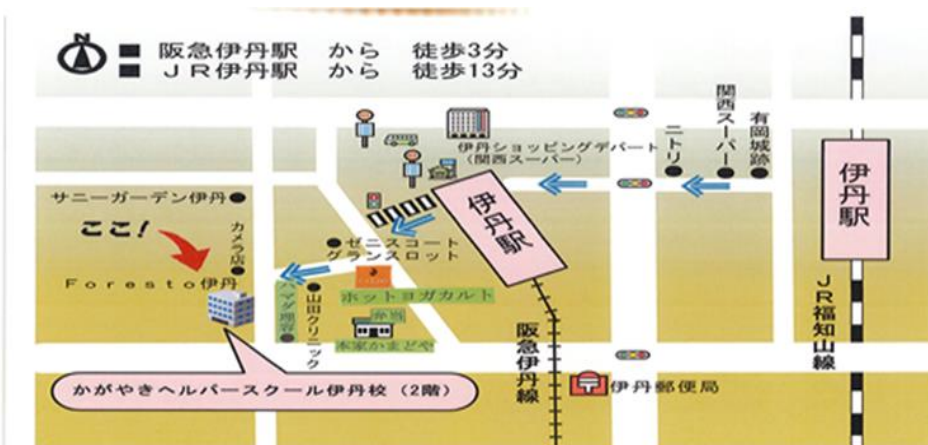 N
■ 阪急伊丹駅 から 徒歩3分
■ JR伊丹駅 から 徒歩13分
関西スーパー●
有岡城跡●
ニトリ●
伊丹ショッピングデパート
(関西スーパー)
伊丹駅
伊丹駅
サニーガーデン伊丹●
ここ!
カメラ店●
●ゼニスコート
グランスロット
Foresto伊丹
ホットヨガカルト
ハマダ理容●
●山田クリニック
弁当
本家かまどや
阪急伊丹線
JR福知山線
かがやきヘルパースクール伊丹校(2階)
伊丹郵便局